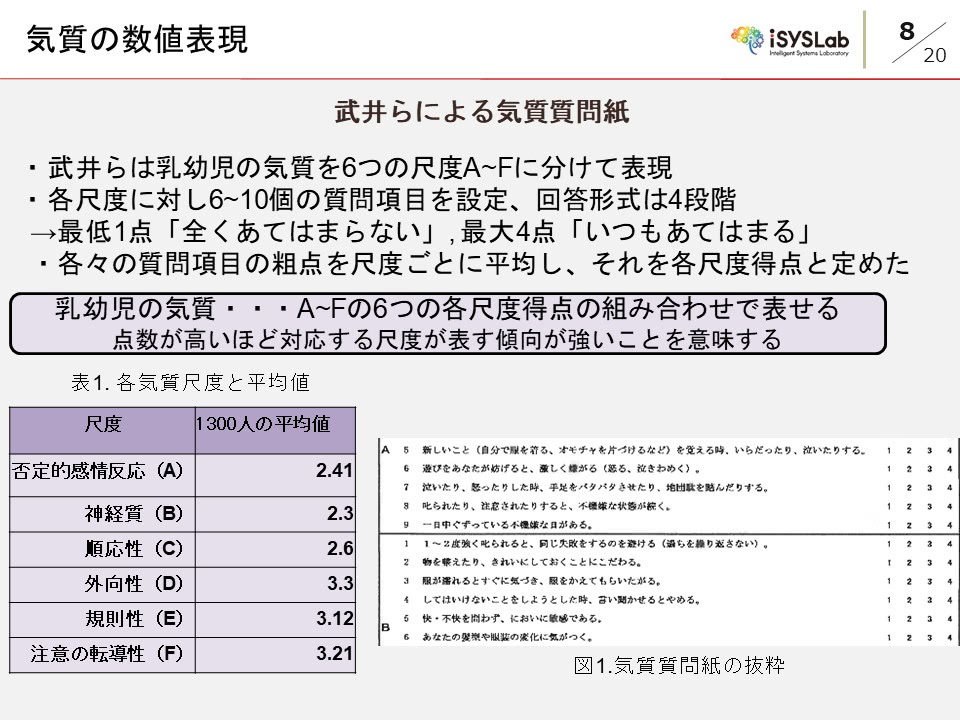 気質の数値表現
iSYSLab
Intelligent Systems Laboratory
8
20
武井らによる気質質問紙
・武井らは乳幼児の気質を6つの尺度A~Fに分けて表現
・各尺度に対し6~10個の質問項目を設定、回答形式は4段階
→最低1点「全くあてはまらない」, 最大4点「いつもあてはまる」
・各々の質問項目の粗点を尺度ごとに平均し、それを各尺度得点と定めた
乳幼児の気質・・・A~Fの6つの各尺度得点の組み合わせで表せる
点数が高いほど対応する尺度が表す傾向が強いことを意味する
表1. 各気質尺度と平均値
尺度 1300人の平均値
否定的感情反応（A） 2.41
神経質（B） 2.3
順応性（C） 2.6
外向性（D） 3.3
規則性（E） 3.12
注意の転導性（F） 3.21
A 5 新しいこと（自分で服を着る、オモチャを片づけるなど）を覚える時、いらだったり、泣いたりする。 1 2 3 4
6 遊びをあなたが妨げると、激しく嫌がる（怒る、泣きわめく）。 1 2 3 4
7 泣いたり、怒ったりした時、手足をバタバタさせたり、地団駄を踏んだりする。 1 2 3 4
8 叱られたり、注意されたりすると、不機嫌な状態が続く。 1 2 3 4
9 一日中ぐずっている不機嫌な日がある。 1 2 3 4
1 １～２度強く叱られると、同じ失敗をするのを避ける（過ちを繰り返さない）。 1 2 3 4
2 物を揃えたり、きれいにしておくことにこだわる。 1 2 3 4
3 服が濡れるとすぐに気づき、服をかえてもらいたがる。 1 2 3 4
4 してはいけないことをしようとした時、言い聞かせるとやめる。 1 2 3 4
5 快・不快を問わず、においに敏感である。 1 2 3 4
B 6 あなたの髪型や服装の変化に気がつく。 1 2 3 4
図1.気質質問紙の抜粋